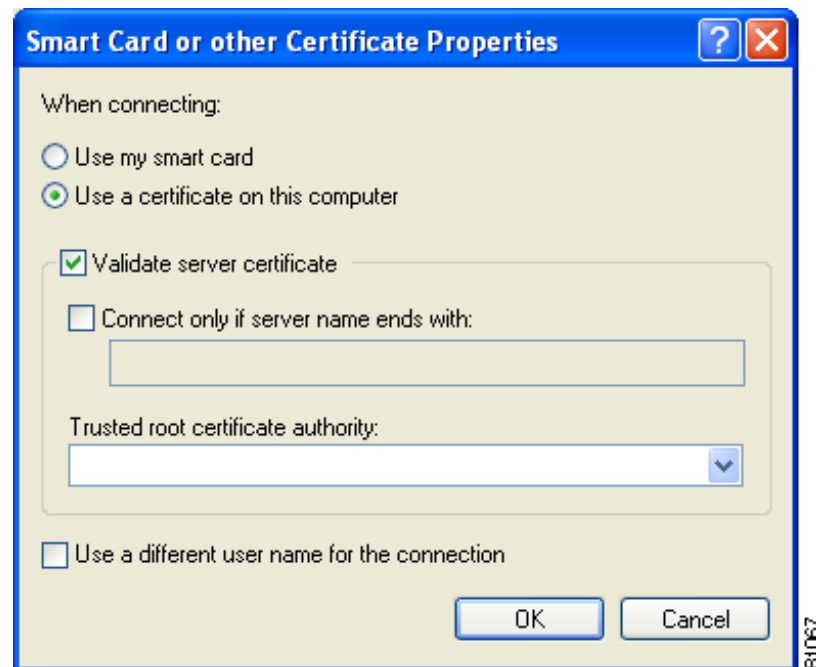 Smart Card or other Certificate Properties
When connecting:
Use my smart card
Use a certificate on this computer
Validate server certificate
Connect only if server name ends with:
Trusted root certificate authority:
Use a different user name for the connection
OK
Cancel
81067